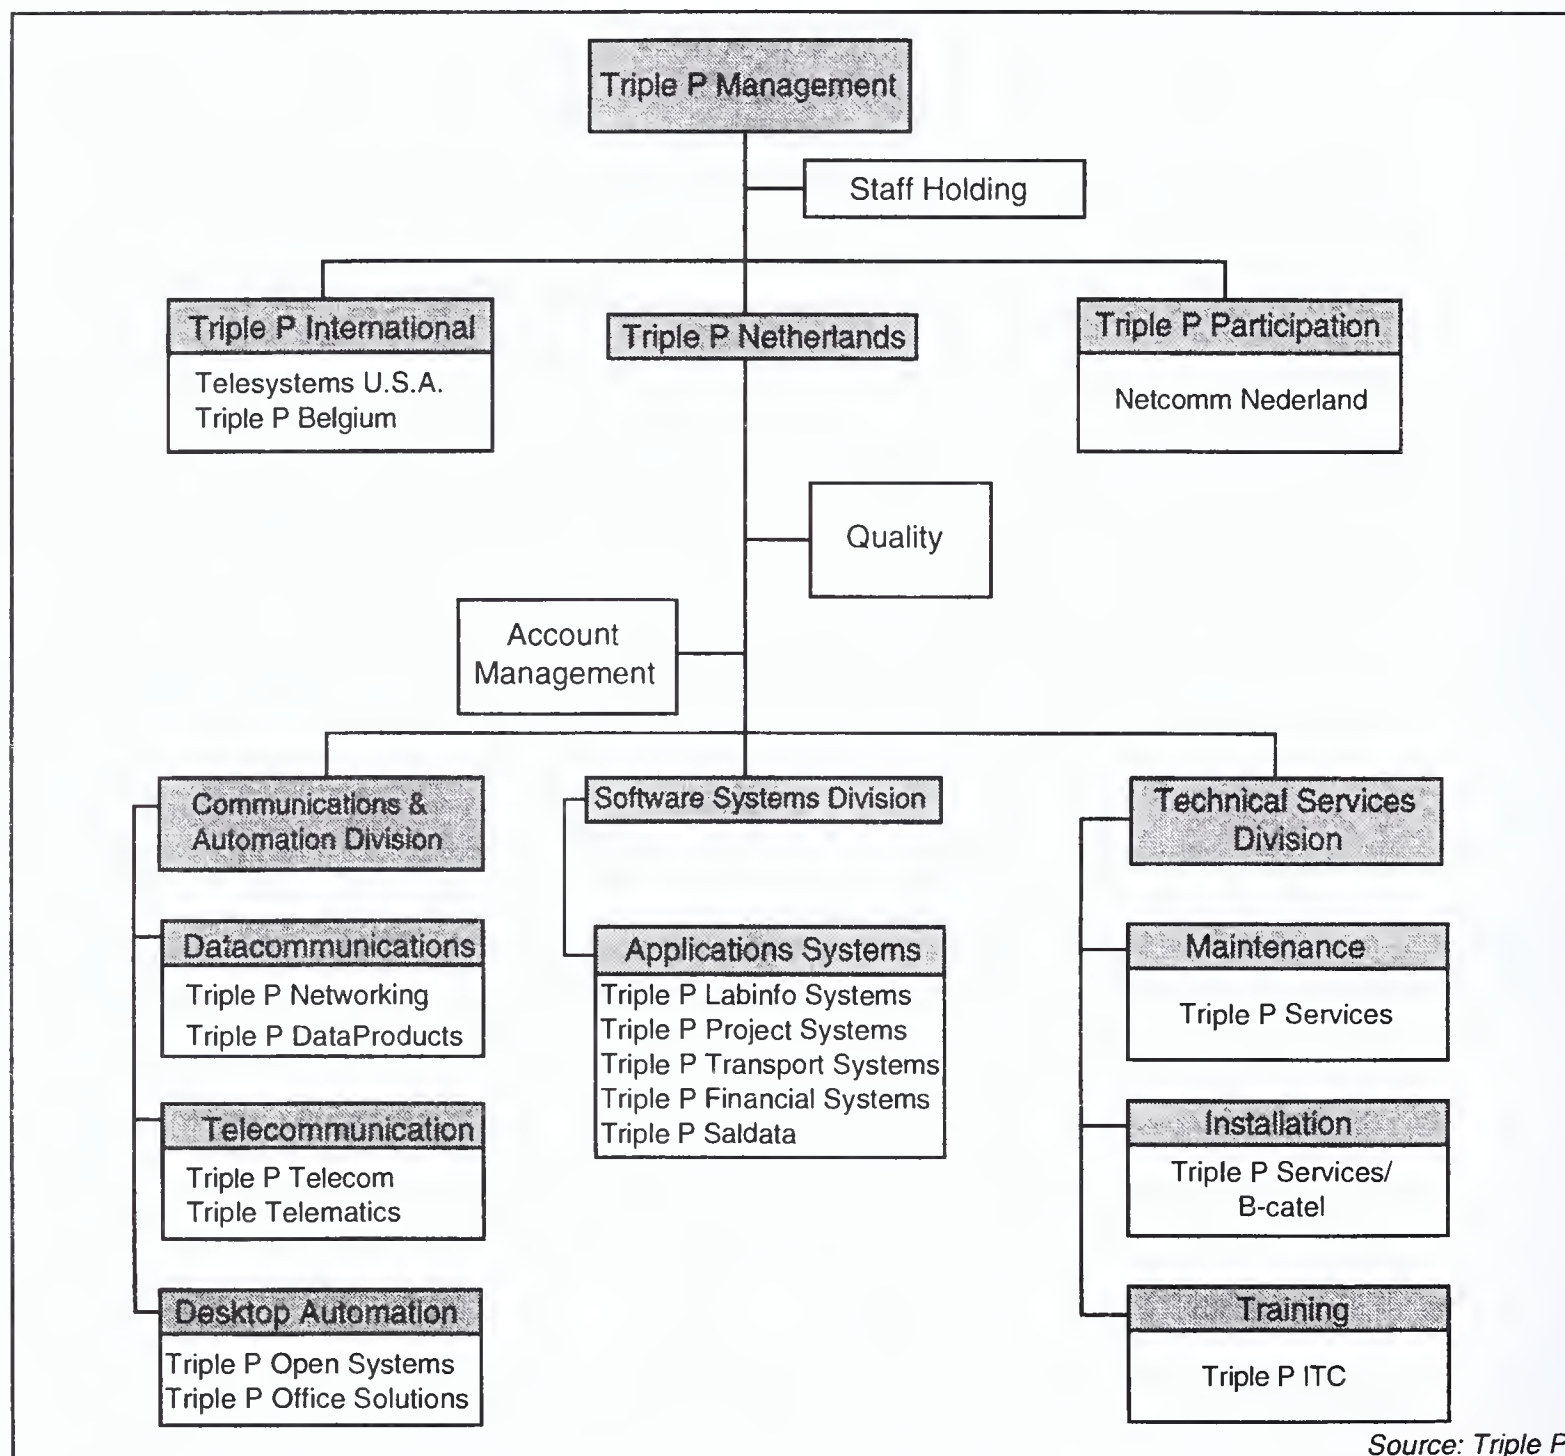 Triple P Management
Staff Holding
Triple P International
Telesystems U.S.A.
Triple P Belgium
Triple P Netherlands
Triple P Participation
Netcomm Nederland
Quality
Account
Management
Communications &
Automation Division
Datacommunications
Triple P Networking
Triple P DataProducts
Telecommunication
Triple P Telecom
Triple Telematics
Desktop Automation
Triple P Open Systems
Triple P Office Solutions
Software Systems Division
Applications Systems
Triple P Labinfo Systems
Triple P Project Systems
Triple P Transport Systems
Triple P Financial Systems
Triple P Saldata
Technical Services
Division
Maintenance
Triple P Services
Installation
Triple P Services/
B-catel
Training
Triple P ITC
Source: Triple P